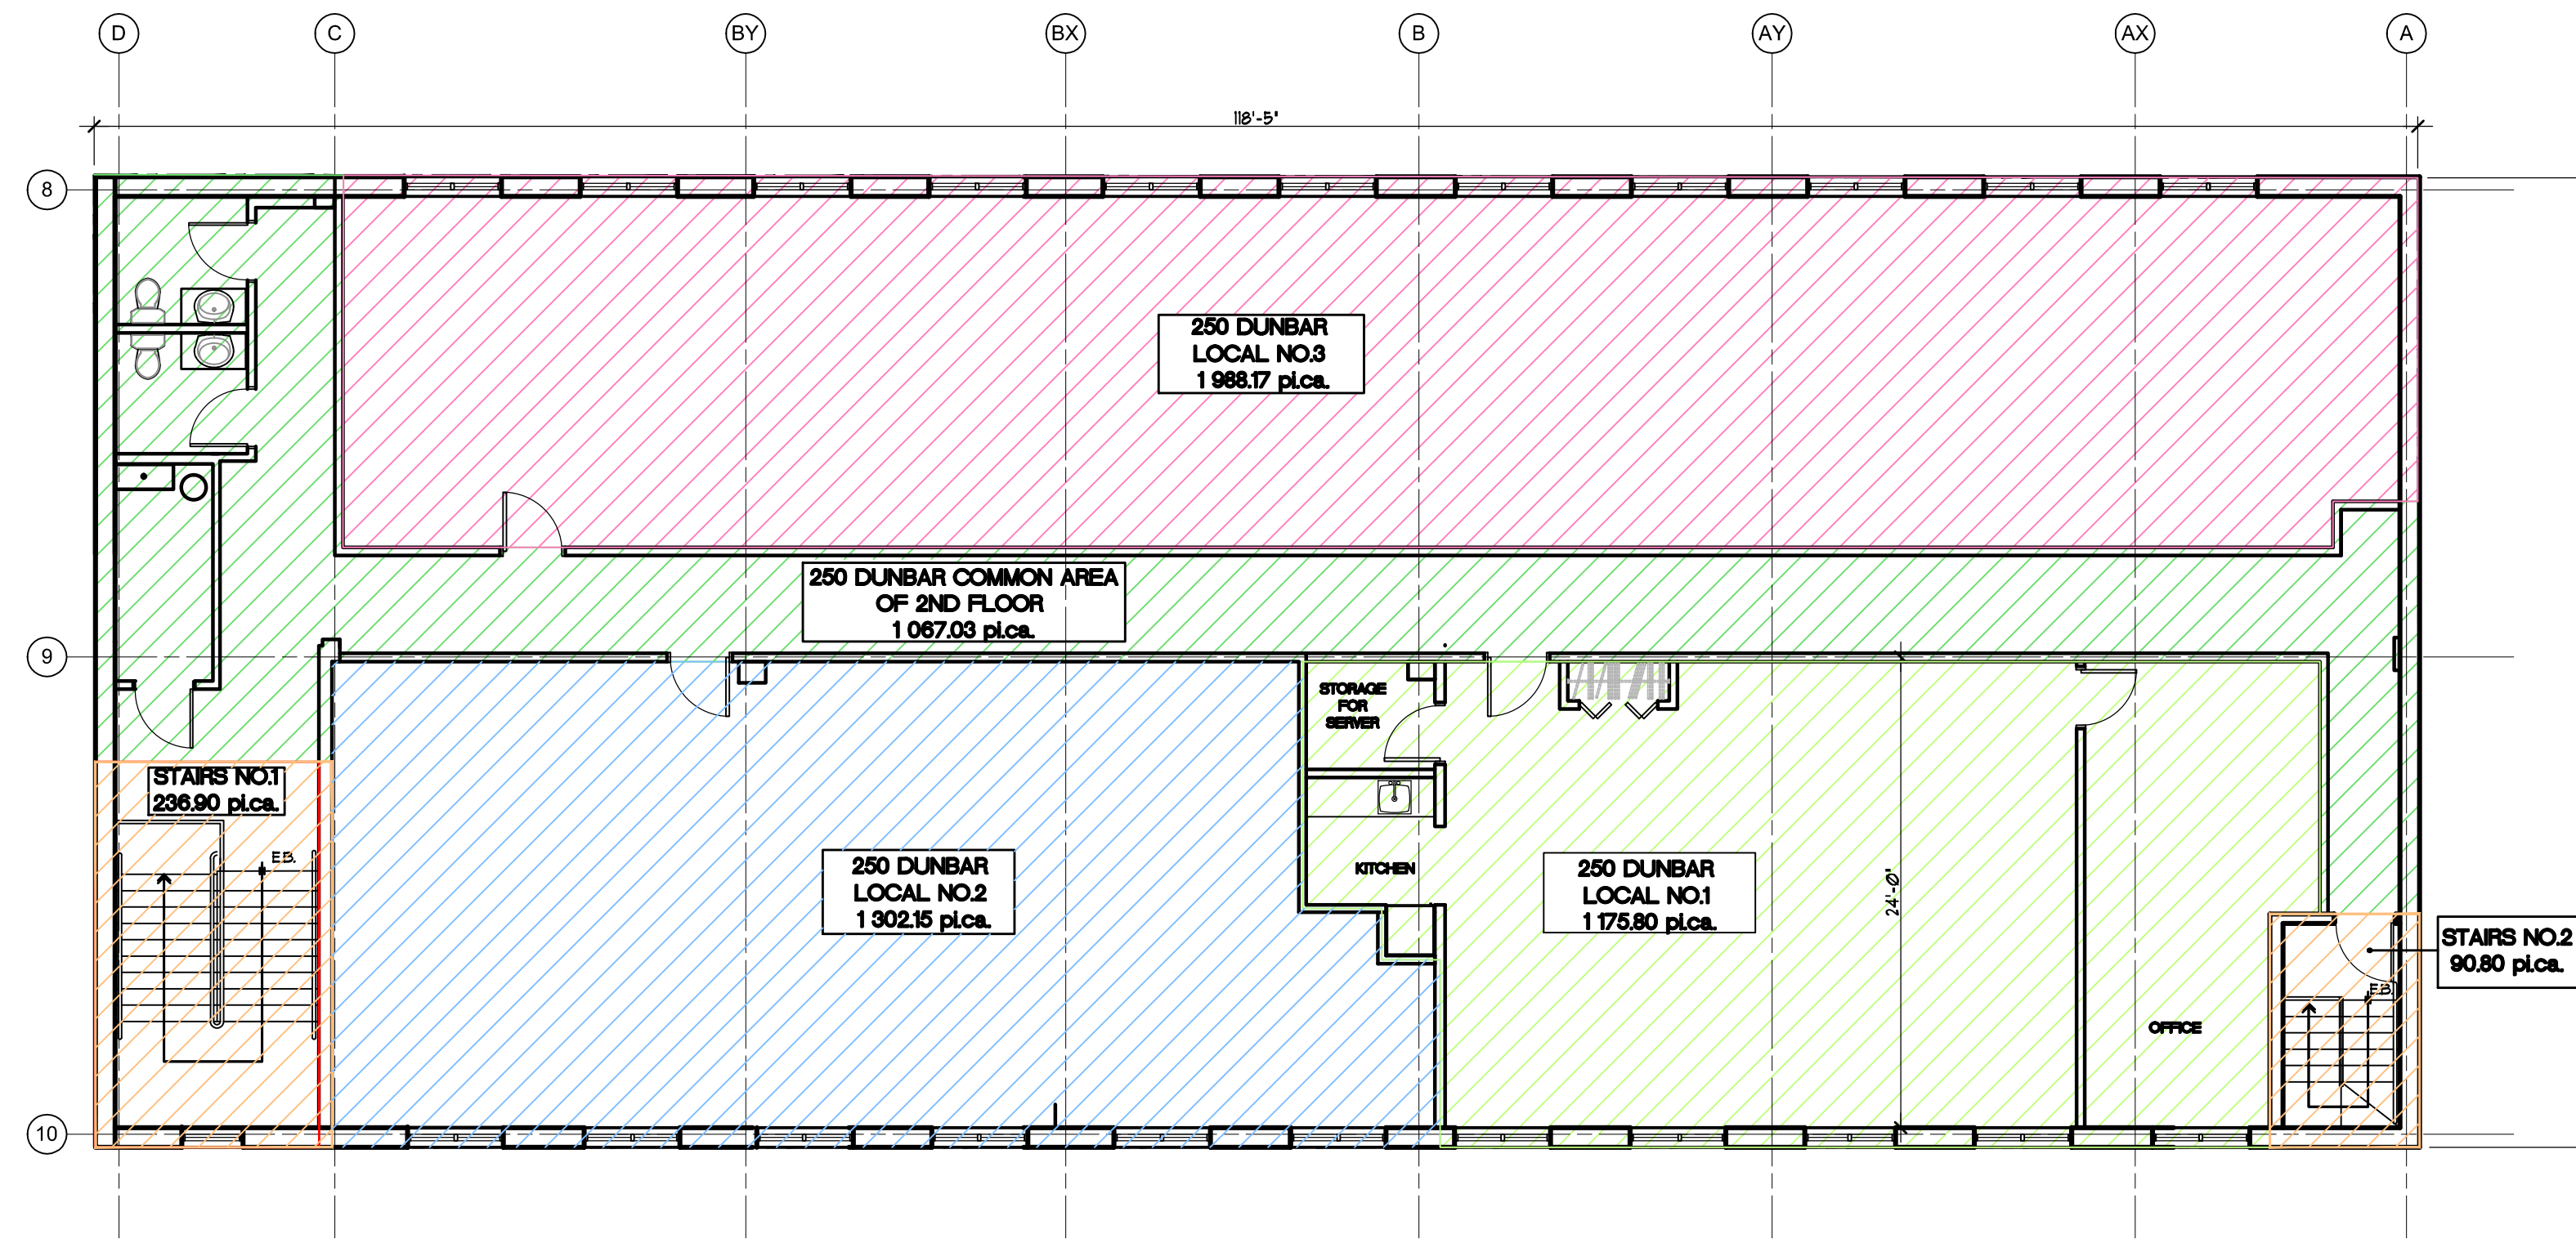 D
C
BY
BX
B
AY
AX
A
118'-5"
8
250 DUNBAR
LOCAL NO.3
1 988.17 pi.ca.
250 DUNBAR COMMON AREA
OF 2ND FLOOR
1 067.03 pi.ca.
9
STORAGE
FOR
SERVER
STAIRS NO.1
236.90 pi.ca.
E.B.
250 DUNBAR
LOCAL NO.2
1 302.15 pi.ca.
KITCHEN
250 DUNBAR
LOCAL NO.1
1 175.80 pi.ca.
24'-0"
STAIRS NO.2
90.80 pi.ca.
E.B.
OFFICE
10